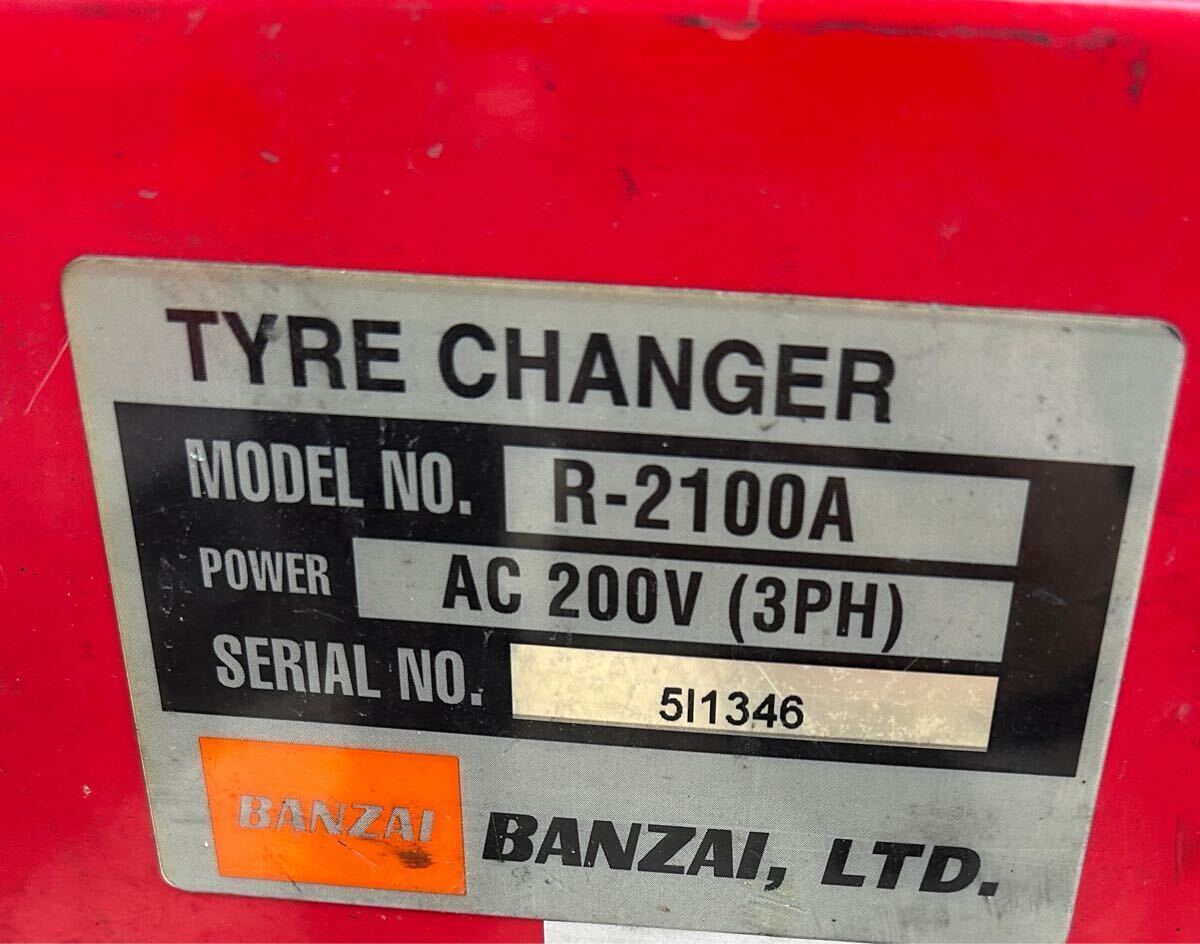 TYRE CHANGER
MODEL NO. R-2100A
POWER AC 200V (3PH)
SERIAL NO. 5I1346
BANZAI BANZAI, LTD.